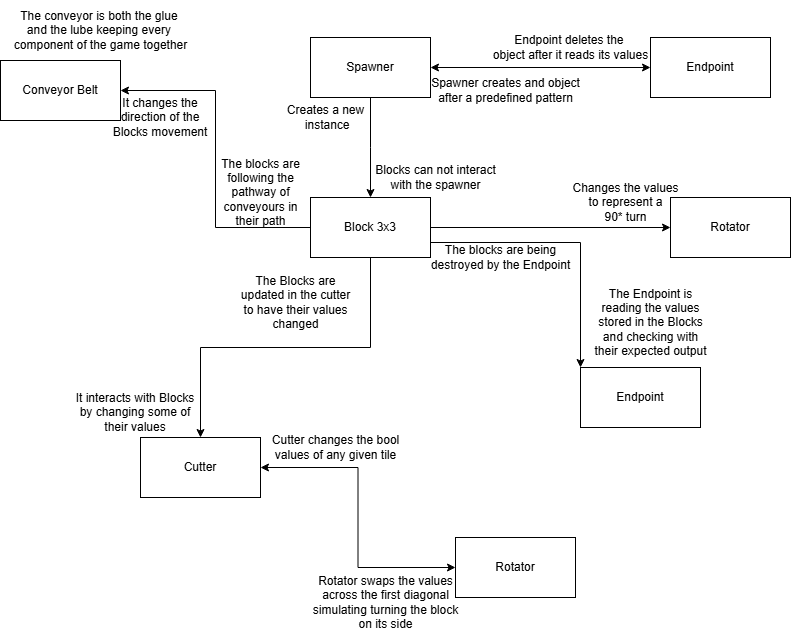 The conveyor is both the glue
and the lube keeping every
component of the game together
Conveyor Belt
It changes the
direction of the
Blocks movement
Spawner
Endpoint deletes the
object after it reads its values
Spawner creates and object
after a predefined pattern
Endpoint
Creates a new
instance
Blocks can not interact
with the spawner
The blocks are
following the
pathway of
conveyours in
their path
Block 3x3
Changes the values
to represent a
90* turn
Rotator
The blocks are being
destroyed by the Endpoint
The Blocks are
updated in the cutter
to have their values
changed
The Endpoint is
reading the values
stored in the Blocks
and checking with
their expected output
Endpoint
It interacts with Blocks
by changing some of
their values
Cutter
Cutter changes the bool
values of any given tile
Rotator
Rotator swaps the values
across the first diagonal
simulating turning the block
on its side